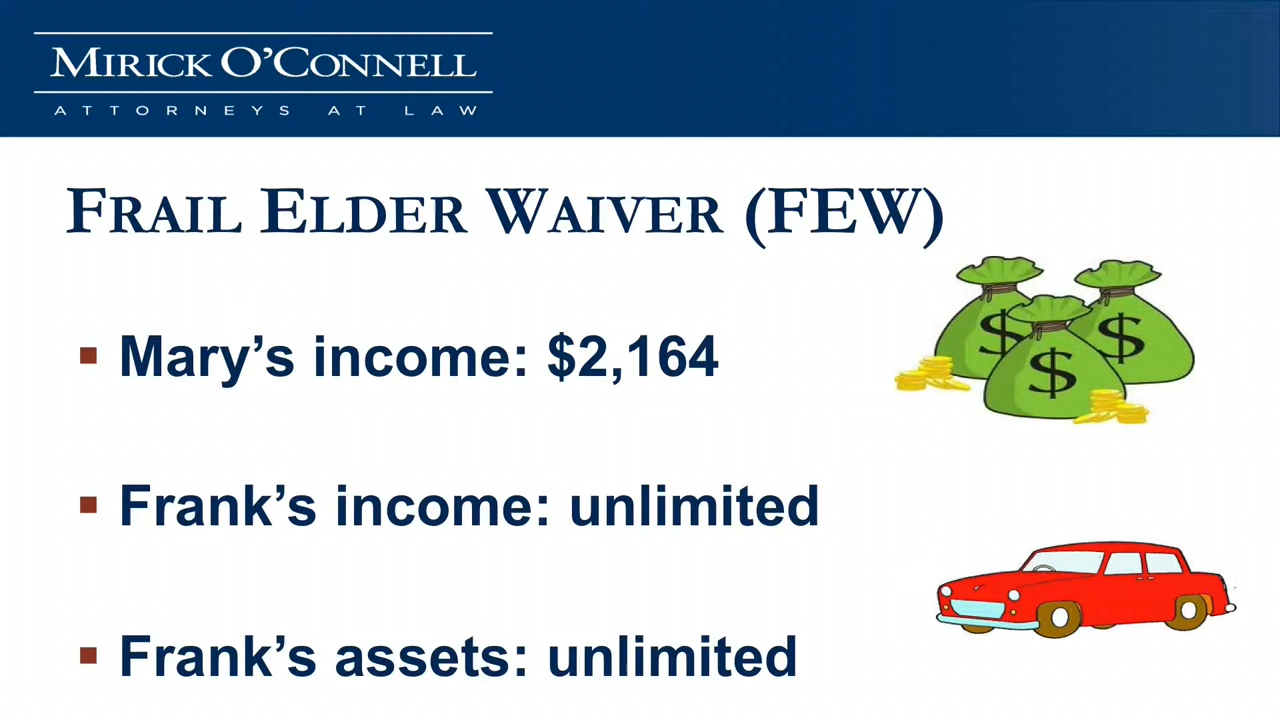 MIRICK O'CONNELL
ATTORNEYS AT LAW
FRAIL ELDER WAIVER (FEW)
▪ Mary's income: $2,164
▪ Frank's income: unlimited
▪ Frank's assets: unlimited
$ $ $